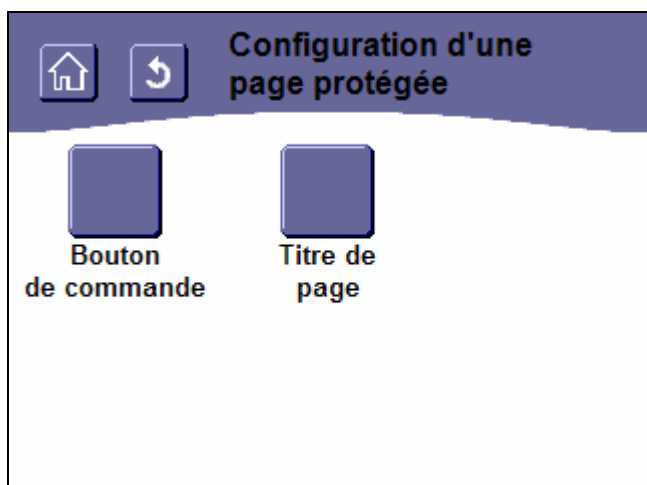 Configuration d'une
page protégée
Bouton
de commande
Titre de
page